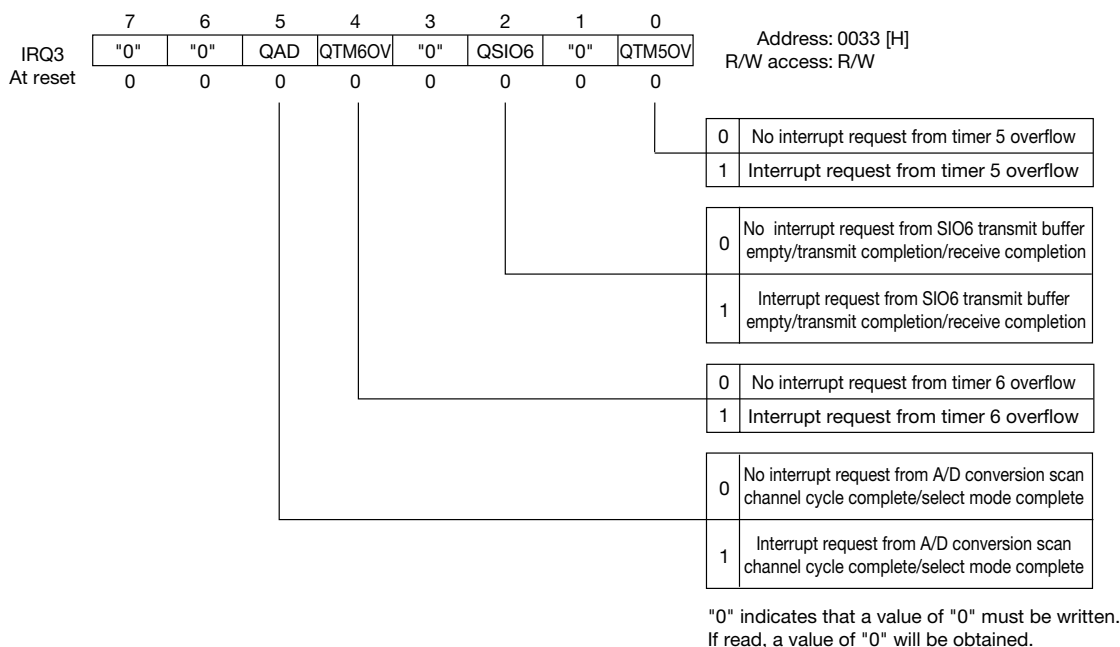 7 6 5 4 3 2 1 0
IRQ3 "0" "0" QAD QTM6OV "0" QSIO6 "0" QTM5OV
At reset 0 0 0 0 0 0 0 0
Address: 0033 [H]
R/W access: R/W
0 No interrupt request from timer 5 overflow
1 Interrupt request from timer 5 overflow
0 No interrupt request from SIO6 transmit buffer
empty/transmit completion/receive completion
1 Interrupt request from SIO6 transmit buffer
empty/transmit completion/receive completion
0 No interrupt request from timer 6 overflow
1 Interrupt request from timer 6 overflow
0 No interrupt request from A/D conversion scan
channel cycle complete/select mode complete
1 Interrupt request from A/D conversion scan
channel cycle complete/select mode complete
"0" indicates that a value of "0" must be written.
If read, a value of "0" will be obtained.